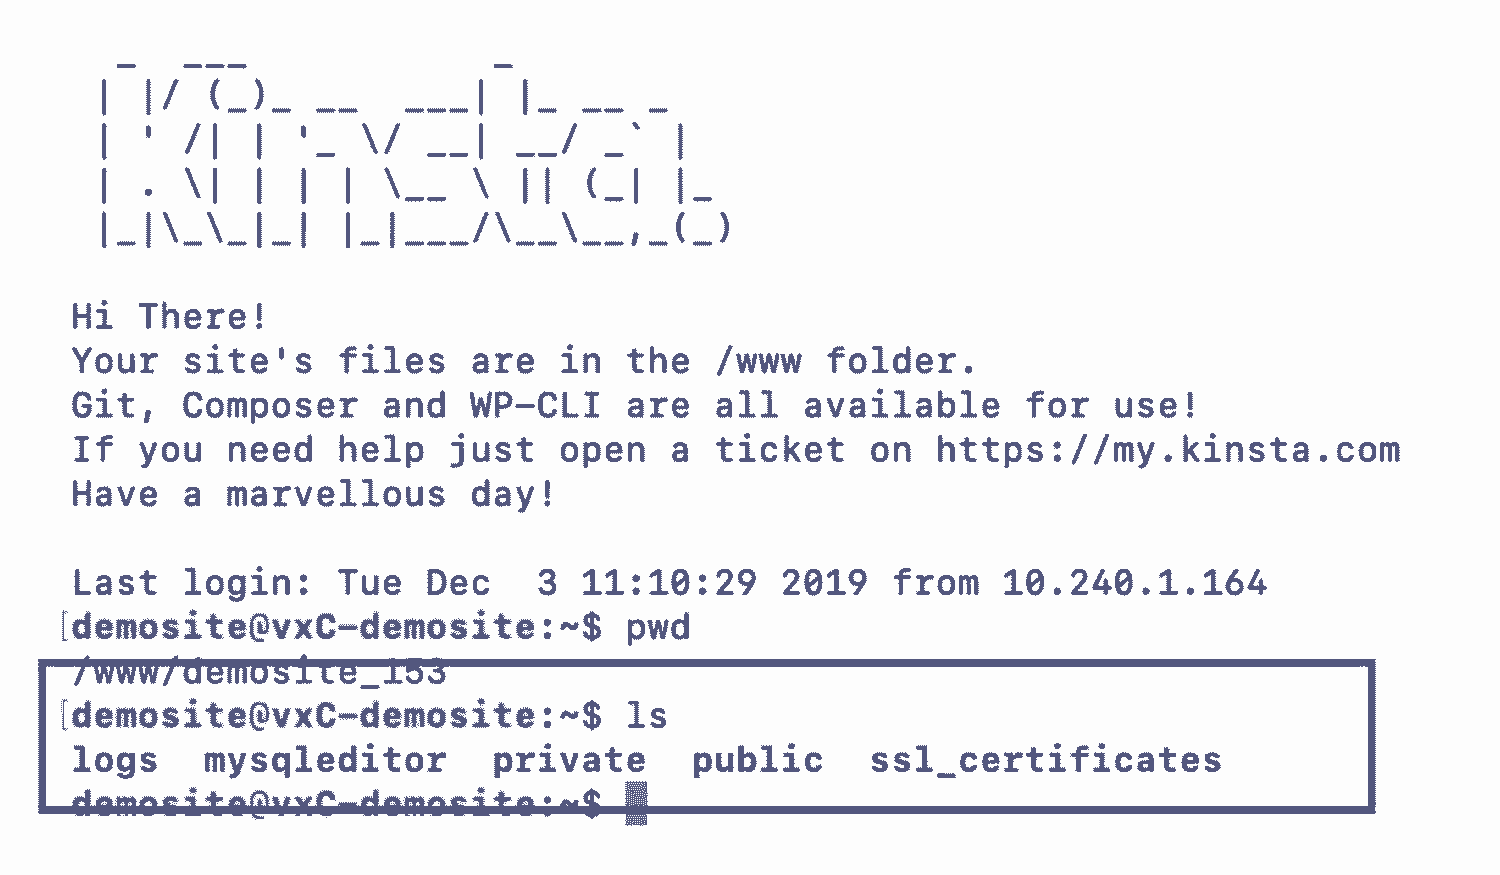 _  ___           _
| |/ (_)_ __  ___| |_ __ _
| ' /| | '_ \/ __| __/ _` |
| . \| | | | \__ \ || (_| |_
|_|\_\_|_| |_|___/\__\__,_(_)
Hi There!
Your site's files are in the /www folder.
Git, Composer and WP-CLI are all available for use!
If you need help just open a ticket on https://my.kinsta.com
Have a marvellous day!
Last login: Tue Dec  3 11:10:29 2019 from 10.240.1.164
[demosite@vxC-demosite:~$ pwd
/www/demosite_153
[demosite@vxC-demosite:~$ ls
logs  mysqleditor  private  public  ssl_certificates
demosite@vxC-demosite:~$